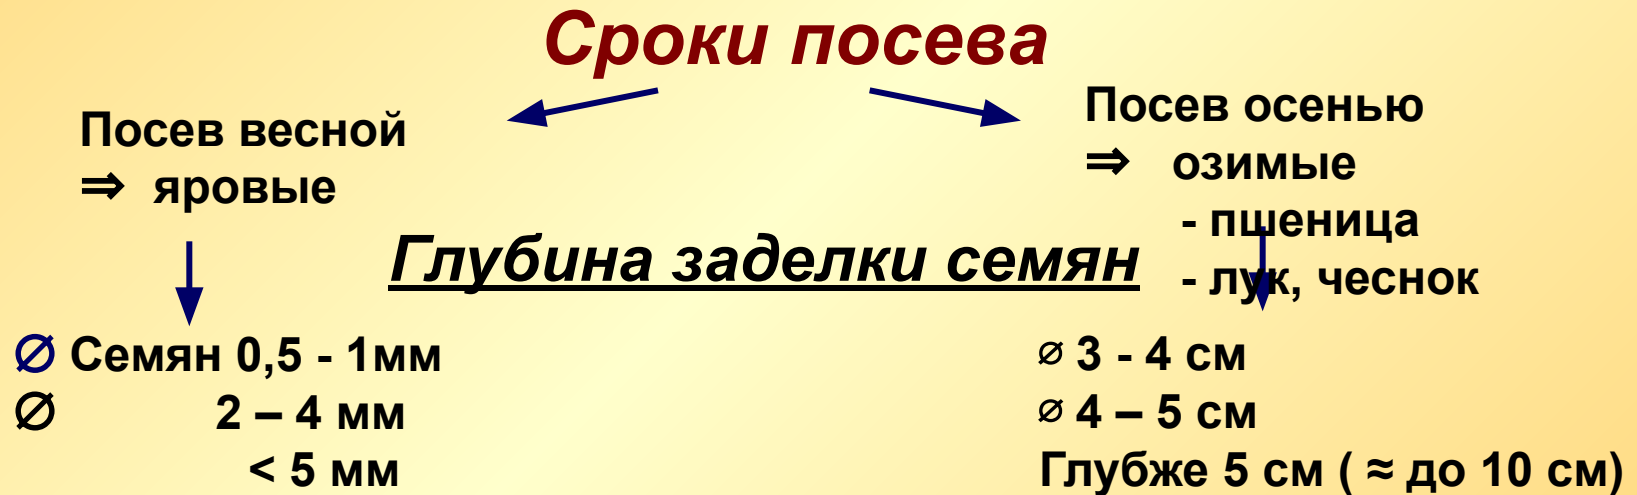 Сроки посева
Посев весной
⇒ яровые
Посев осенью
⇒ озимые
- пшеница
- лук, чеснок
Глубина заделки семян
∅ Семян 0,5 - 1мм
∅ 2 – 4 мм
< 5 мм
∅ 3 - 4 см
∅ 4 – 5 см
Глубже 5 см ( ≈ до 10 см)